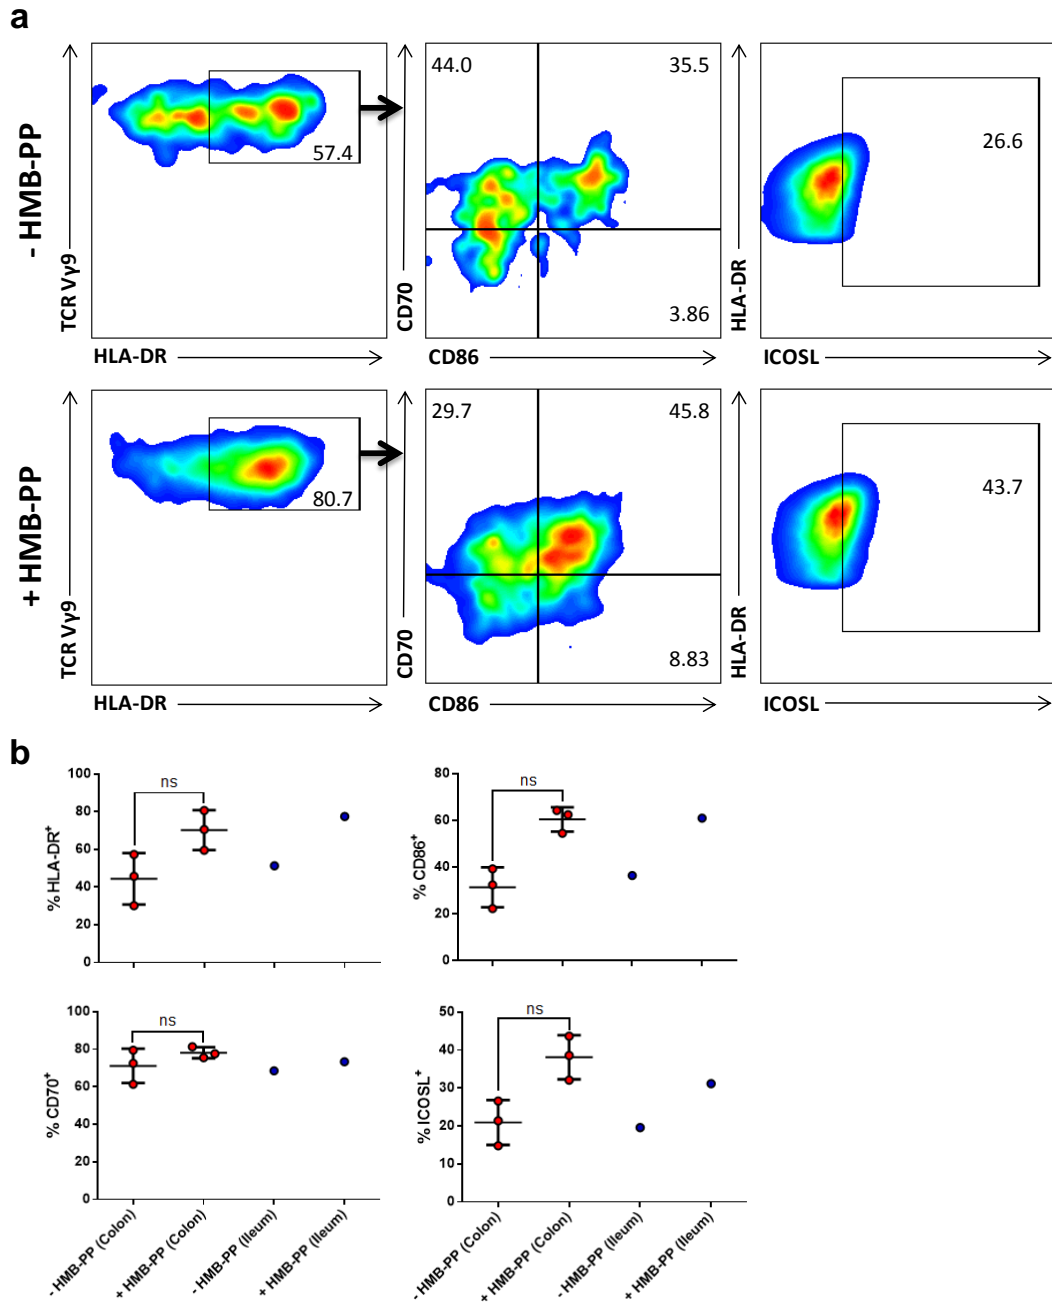 a
- HMB-PP
TCR Vγ9
57.4
HLA-DR
CD70
44.0
35.5
3.86
CD86
HLA-DR
26.6
ICOSL
+ HMB-PP
TCR Vγ9
80.7
HLA-DR
CD70
29.7
45.8
8.83
CD86
HLA-DR
43.7
ICOSL
b
% HLA-DR+
100
80
60
40
20
0
ns
% CD86+
80
60
40
20
0
ns
% CD70+
100
80
60
40
20
0
ns
- HMB-PP (Colon)
+ HMB-PP (Colon)
- HMB-PP (Ileum)
+ HMB-PP (Ileum)
% ICOSL+
50
40
30
20
10
0
ns
- HMB-PP (Colon)
+ HMB-PP (Colon)
- HMB-PP (Ileum)
+ HMB-PP (Ileum)